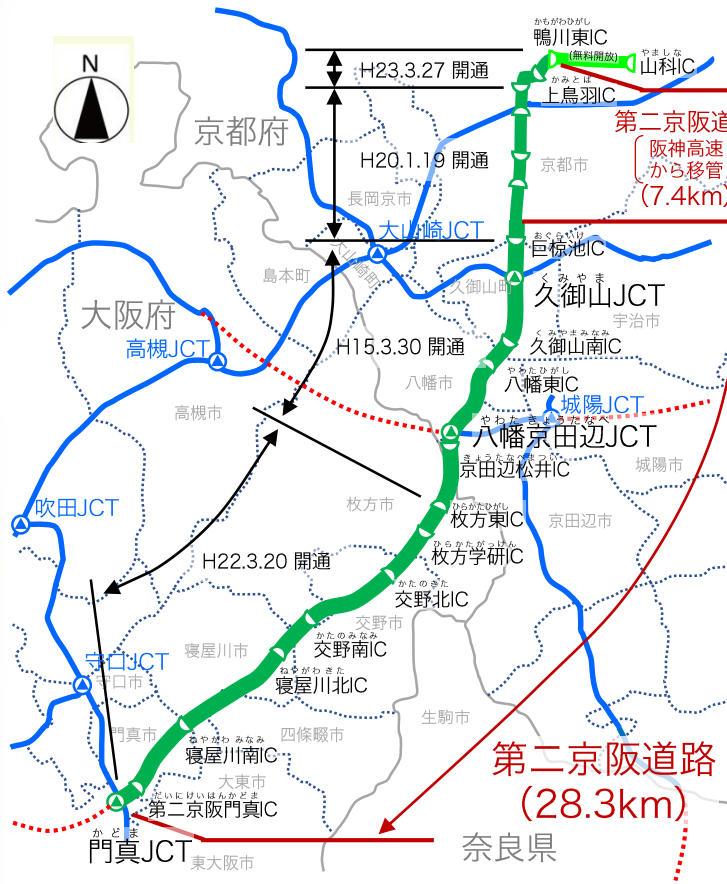 かもがわひがし
鴨川東IC
(無料開放)
やましな
山科IC
N
H23.3.27 開通
かみとば
上鳥羽IC
京都府
第二京阪道
阪神高速
から移管
(7.4km)
H20.1.19 開通
京都市
長岡京市
大山崎JCT
大山崎町
おぐらいけ
巨椋池IC
島本町
久御山町
くみやま
久御山JCT
大阪府
宇治市
くみやまみなみ
久御山南IC
高槻JCT
H15.3.30 開通
やわたひがし
八幡東IC
八幡市
城陽JCT
高槻市
やわたきょうたなべ
八幡京田辺JCT
きょうたなべまつい
京田辺松井IC
城陽市
吹田JCT
枚方市
ひらかたひがし
枚方東IC
京田辺市
ひらかたがっけん
枚方学研IC
H22.3.20 開通
かたのきた
交野北IC
交野市
かたのみなみ
交野南IC
寝屋川市
守口JCT
守口市
ねやがわきた
寝屋川北IC
生駒市
門真市
四條畷市
ねやがわみなみ
寝屋川南IC
第二京阪道路
(28.3km)
大東市
だいにけいはんかどま
第二京阪門真IC
かどま
門真JCT
東大阪市
奈良県